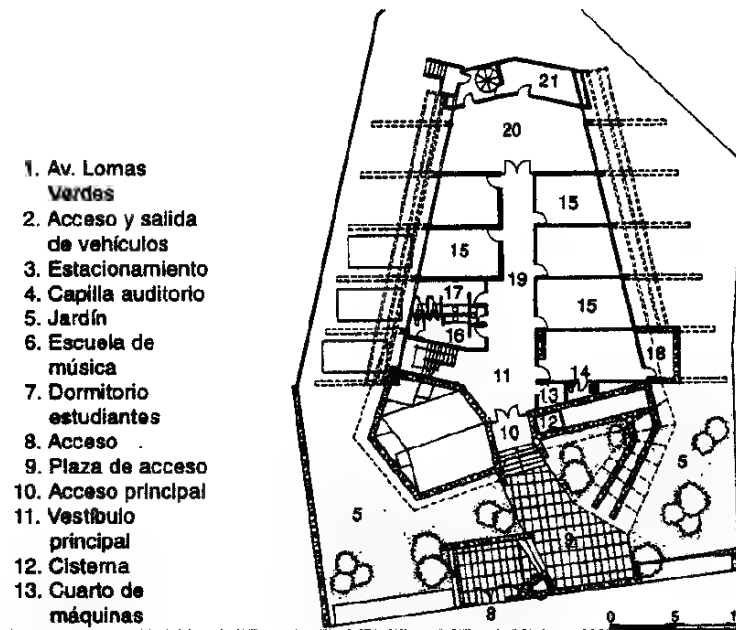 1. Av. Lomas
Verdes
2. Acceso y salida
de vehículos
3. Estacionamiento
4. Capilla auditorio
5. Jardín
6. Escuela de
música
7. Dormitorio
estudiantes
8. Acceso
9. Plaza de acceso
10. Acceso principal
11. Vestíbulo
principal
12. Cisterna
13. Cuarto de
máquinas
21
20
15
15
19
17
15
16
18
11
14
13
12
10
5
5
9
8
0 5